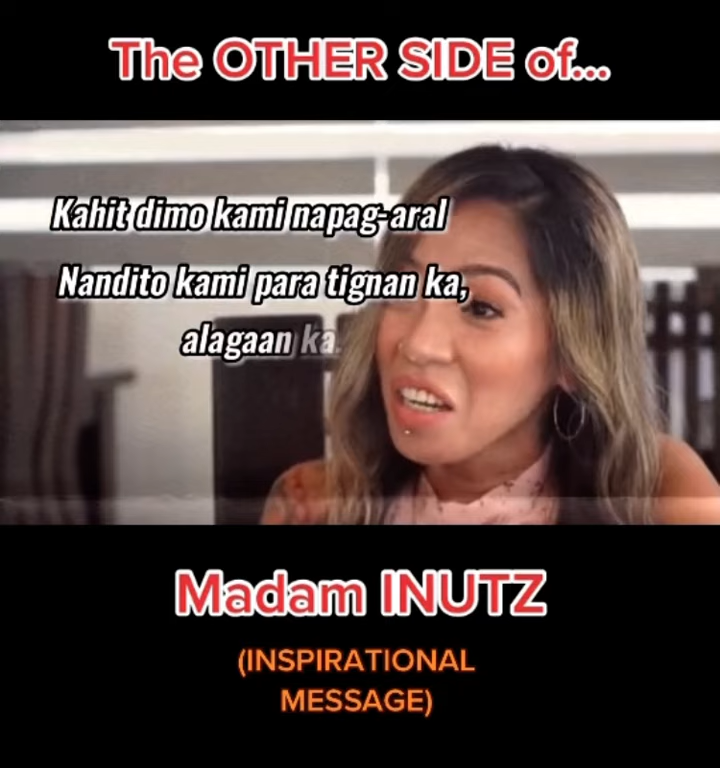 The OTHER SIDE of...
Kahit dimo kami napag-aral
Nandito kami para tignan ka,
alagaan ka.
Madam INUTZ
(INSPIRATIONAL
MESSAGE)